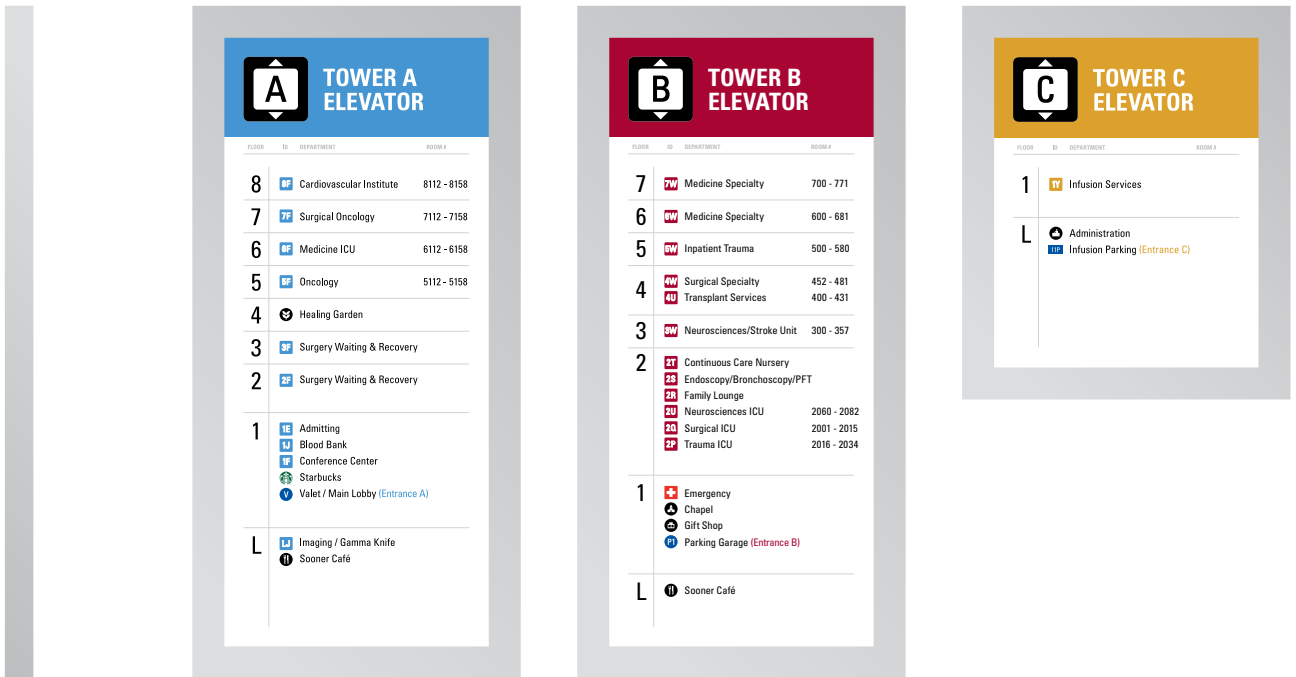 A
TOWER A
ELEVATOR
FLOOR ID DEPARTMENT ROOM #
8 8F Cardiovascular Institute 8112 - 8158
7 7F Surgical Oncology 7112 - 7158
6 6F Medicine ICU 6112 - 6158
5 5F Oncology 5112 - 5158
4 Healing Garden
3 3F Surgery Waiting & Recovery
2 2F Surgery Waiting & Recovery
1 1E Admitting
1J Blood Bank
1F Conference Center
Starbucks
V Valet / Main Lobby (Entrance A)
L LJ Imaging / Gamma Knife
Sooner Café
B
TOWER B
ELEVATOR
FLOOR ID DEPARTMENT ROOM #
7 7W Medicine Specialty 700 - 771
6 6W Medicine Specialty 600 - 681
5 5W Inpatient Trauma 500 - 580
4 4W Surgical Specialty 452 - 481
4U Transplant Services 400 - 431
3 3W Neurosciences/Stroke Unit 300 - 357
2 2T Continuous Care Nursery
2S Endoscopy/Bronchoscopy/PFT
2R Family Lounge
2U Neurosciences ICU 2060 - 2082
2Q Surgical ICU 2001 - 2015
2P Trauma ICU 2016 - 2034
1 Emergency
Chapel
Gift Shop
P1 Parking Garage (Entrance B)
L Sooner Café
C
TOWER C
ELEVATOR
FLOOR ID DEPARTMENT ROOM #
1 1Y Infusion Services
L Administration
11P Infusion Parking (Entrance C)